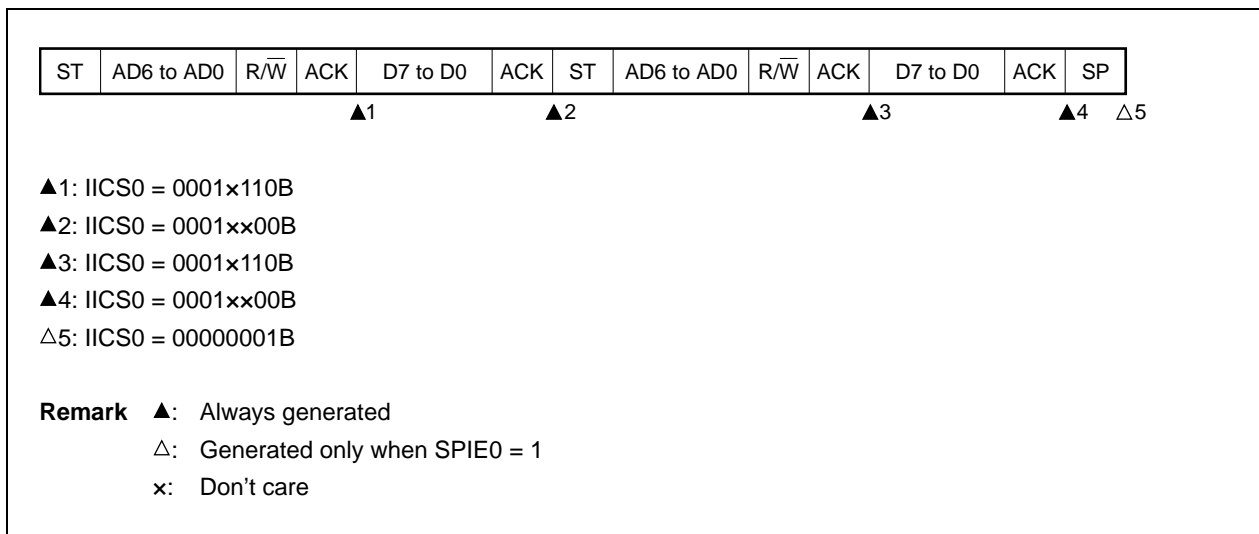 ST AD6 to AD0 R/W̅ ACK D7 to D0 ACK ST AD6 to AD0 R/W̅ ACK D7 to D0 ACK SP
▲1 ▲2 ▲3 ▲4 △5
▲1: IICS0 = 0001×110B
▲2: IICS0 = 0001××00B
▲3: IICS0 = 0001×110B
▲4: IICS0 = 0001××00B
△5: IICS0 = 00000001B
Remark ▲: Always generated
△: Generated only when SPIE0 = 1
×: Don't care